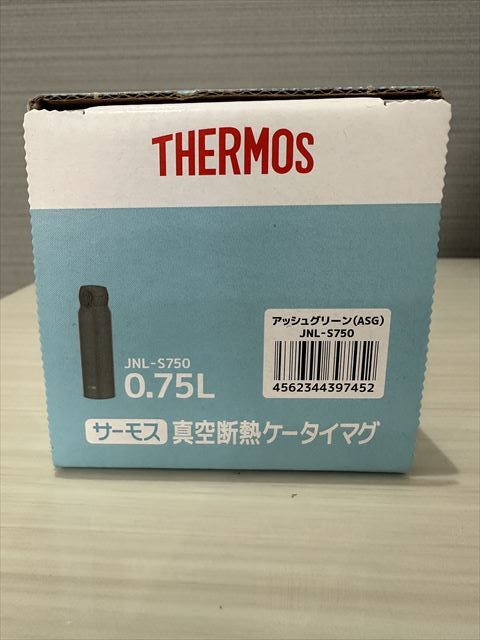 THERMOS
アッシュグリーン(ASG)
JNL-S750
4562344397452
JNL-S750
0.75L
サーモス 真空断熱ケータイマグ